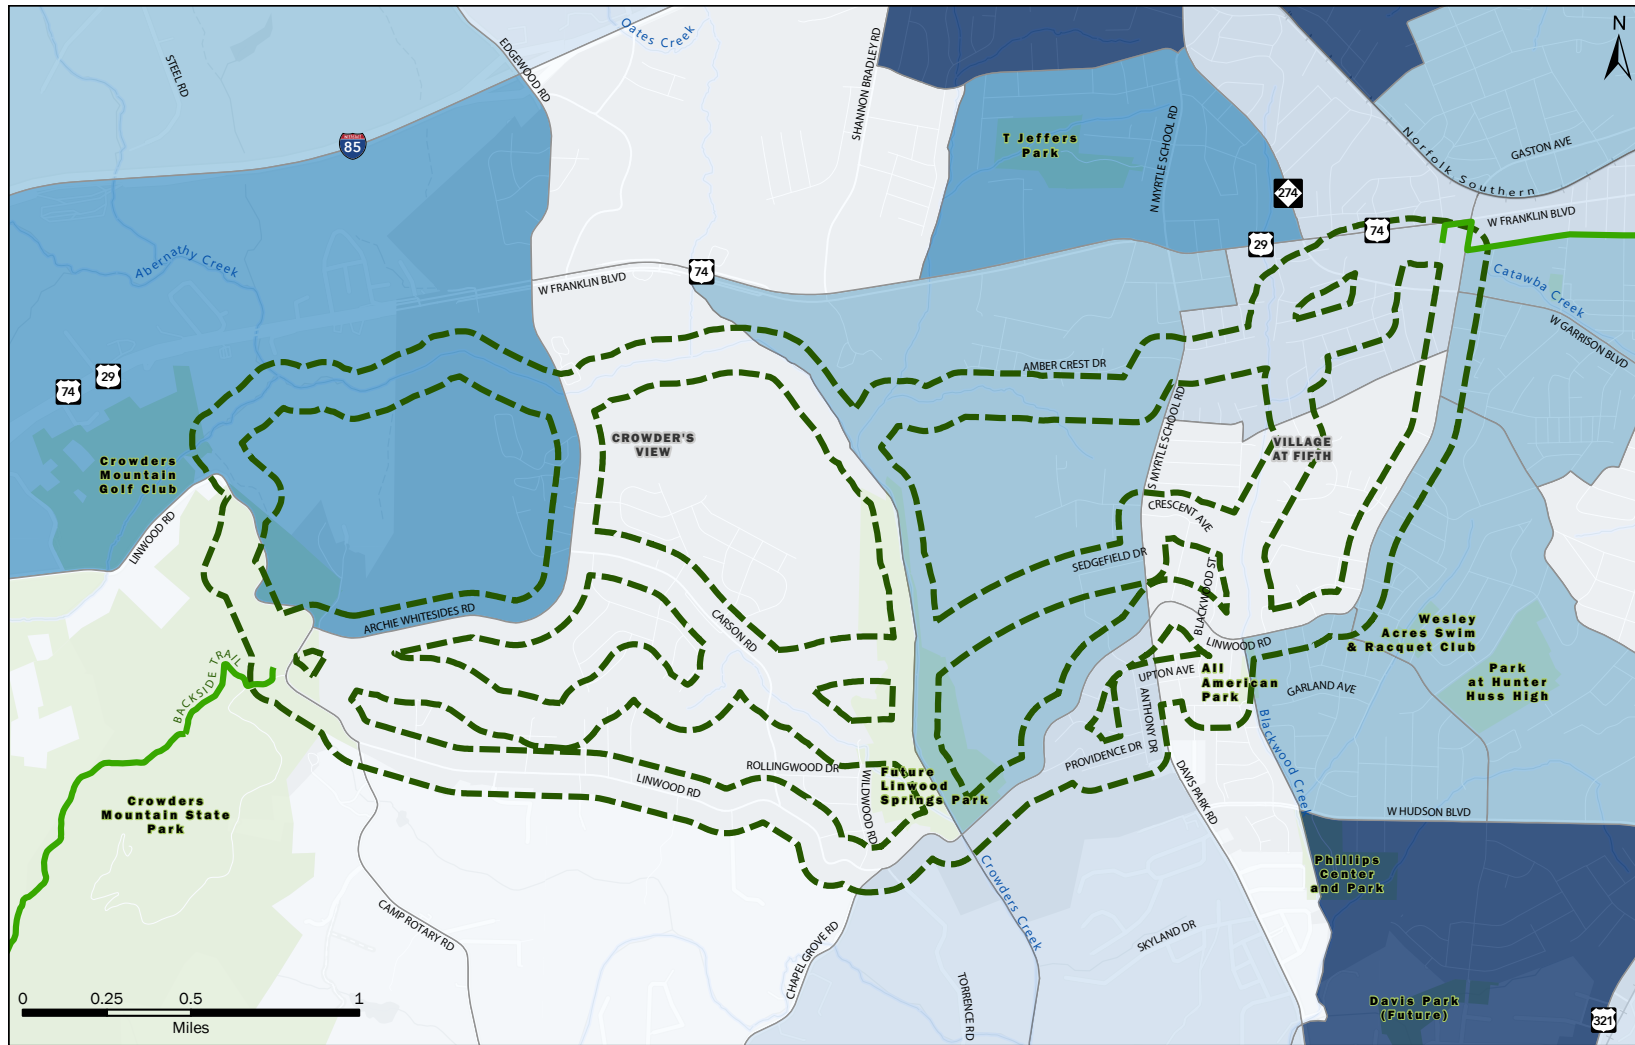 Oates Creek
N
EDGEWOOD RD
STEEL RD
SHANNON BRADLEY RD
85
T Jeffers
Park
N MYRTLE SCHOOL RD
Norfolk Southern
GASTON AVE
274
W FRANKLIN BLVD
29
74
Abernathy Creek
74
W FRANKLIN BLVD
Catawba Creek
W GARRISON BLVD
AMBER CREST DR
29
74
S MYRTLE SCHOOL RD
CROWDER'S
VIEW
VILLAGE
AT FIFTH
Crowders
Mountain
Golf Club
LINWOOD RD
CRESCENT AVE
SEDGEFIELD DR
BLACKWOOD ST
ARCHIE WHITESIDES RD
CARSON RD
LINWOOD RD
Wesley
Acres Swim
& Racquet Club
BACKSIDE TRAIL
UPTON AVE
All
American
Park
GARLAND AVE
Park
at Hunter
Huss High
ANTHONY DR
Blackwood Creek
PROVIDENCE DR
ROLLINGWOOD DR
LINWOOD RD
WILDWOOD RD
Future
Linwood
Springs Park
DAVIS PARK RD
W HUDSON BLVD
Crowders
Mountain State
Park
Phillips
Center
and Park
Crowders Creek
CAMP ROTARY RD
CHAPEL GROVE RD
SKYLAND DR
TORRENCE RD
Davis Park
(Future)
321
0 0.25 0.5 1
Miles